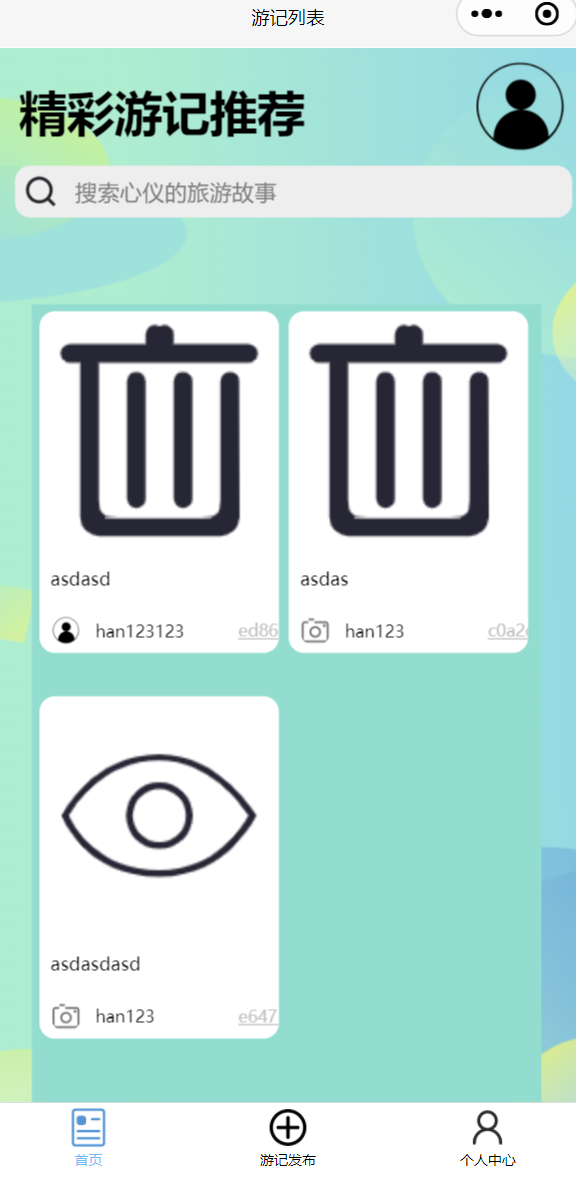 游记列表
精彩游记推荐
搜索心仪的旅游故事
asdasd
asdas
han123123 ed86
han123 c0a2
asdasdasd
han123 e647
首页 游记发布 个人中心